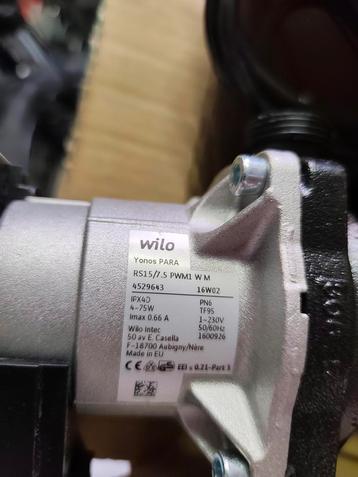 wilo
Yonos PARA
RS15/7.5 PWM1 W M
4529643 16W02
IPX4D PN6
4-75W TF95
Imax 0.66 A 1~230V
Wilo Intec 50/60Hz
50 av E. Casella 1600926
F-18700 Aubigny/Nère
Made in EU
CE EAC EEI ≤ 0.21-Part 3